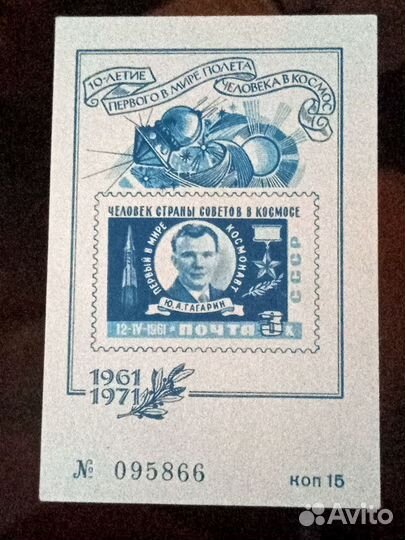 10-ЛЕТИЕ
ПЕРВОГО В МИРЕ ПОЛЕТА
ЧЕЛОВЕКА В КОСМОС
ЧЕЛОВЕК СТРАНЫ СОВЕТОВ В КОСМОСЕ
ПЕРВЫЙ В МИРЕ
КОСМОНАВТ
СССР
Ю.А.ГАГАРИН
12-IV-1961 ПОЧТА 3 К.
1961
1971
№ 095866
коп 15
Avito